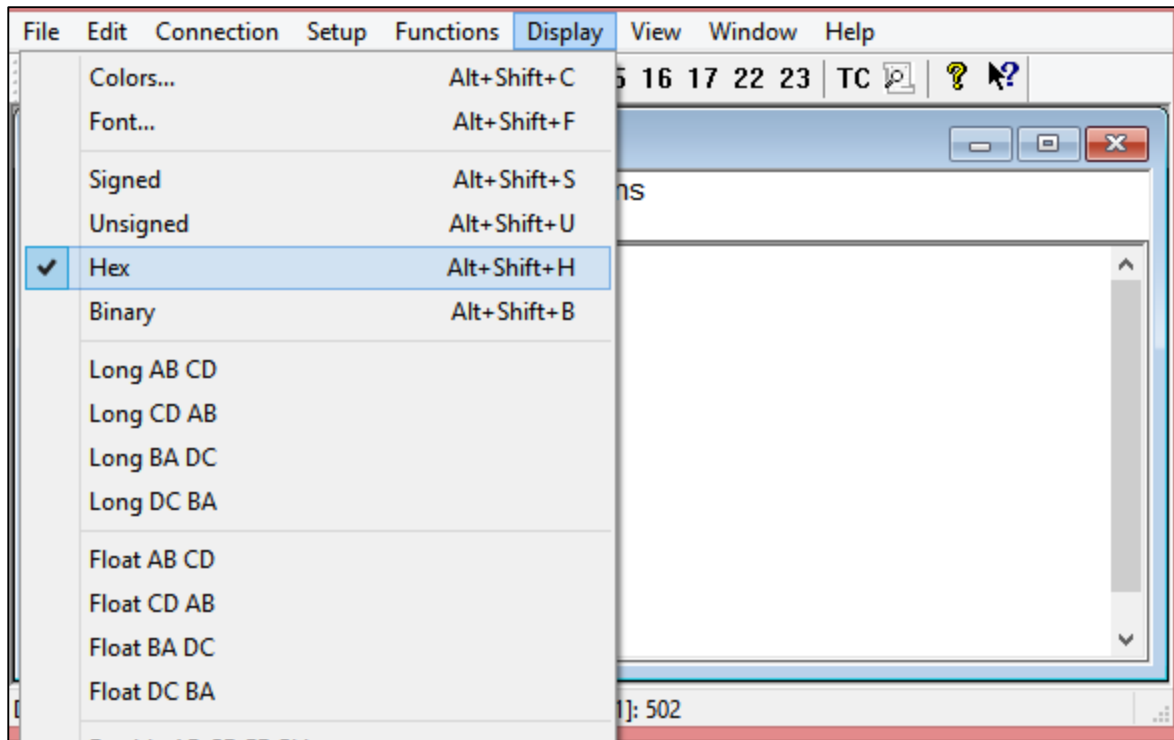 File Edit Connection Setup Functions Display View Window Help
16 17 22 23 TC
Colors... Alt+Shift+C
Font... Alt+Shift+F
Signed Alt+Shift+S
Unsigned Alt+Shift+U
Hex Alt+Shift+H
Binary Alt+Shift+B
Long AB CD
Long CD AB
Long BA DC
Long DC BA
Float AB CD
Float CD AB
Float BA DC
Float DC BA
]: 502